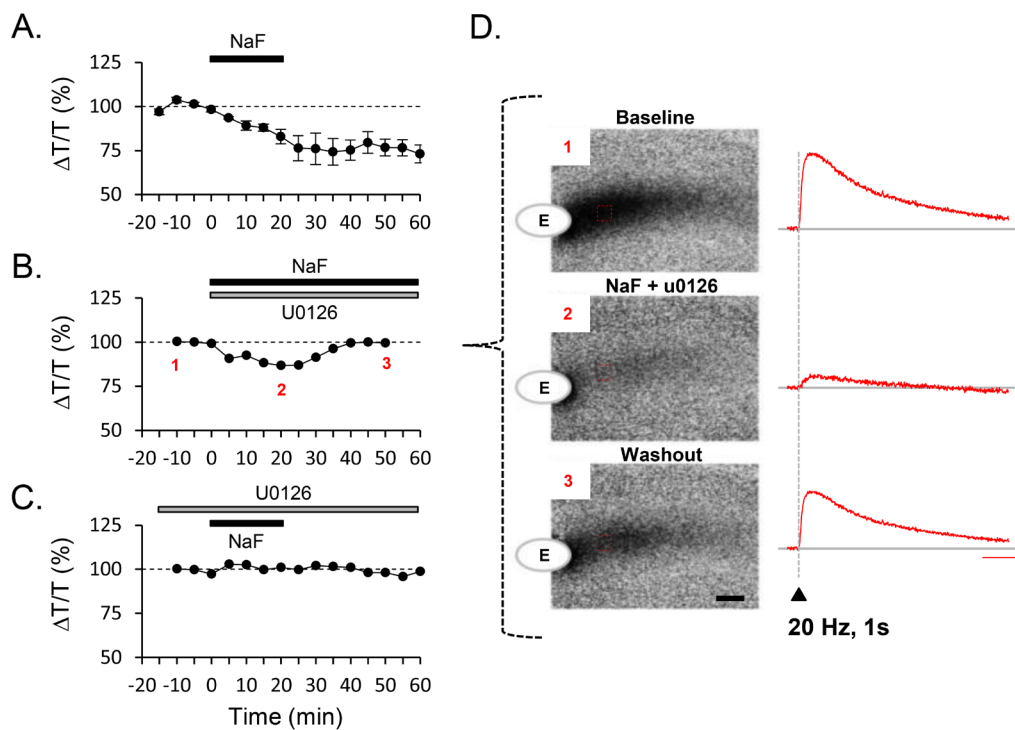 A.
NaF
ΔT/T (%)
125
100
75
50
-20 -10 0 10 20 30 40 50 60
B.
NaF
U0126
ΔT/T (%)
125
100
75
50
1
2
3
-20 -10 0 10 20 30 40 50 60
C.
U0126
NaF
ΔT/T (%)
125
100
75
50
-20 -10 0 10 20 30 40 50 60
Time (min)
D.
Baseline
1
E
NaF + u0126
2
E
Washout
3
E
20 Hz, 1s